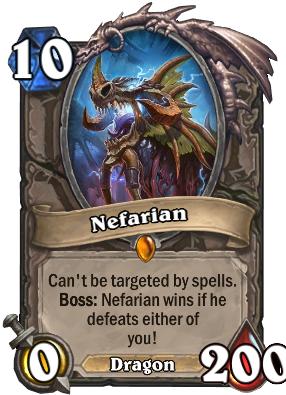 10
Nefarian
Can't be targeted by spells.
Boss: Nefarian wins if he
defeats either of
you!
0
Dragon
200